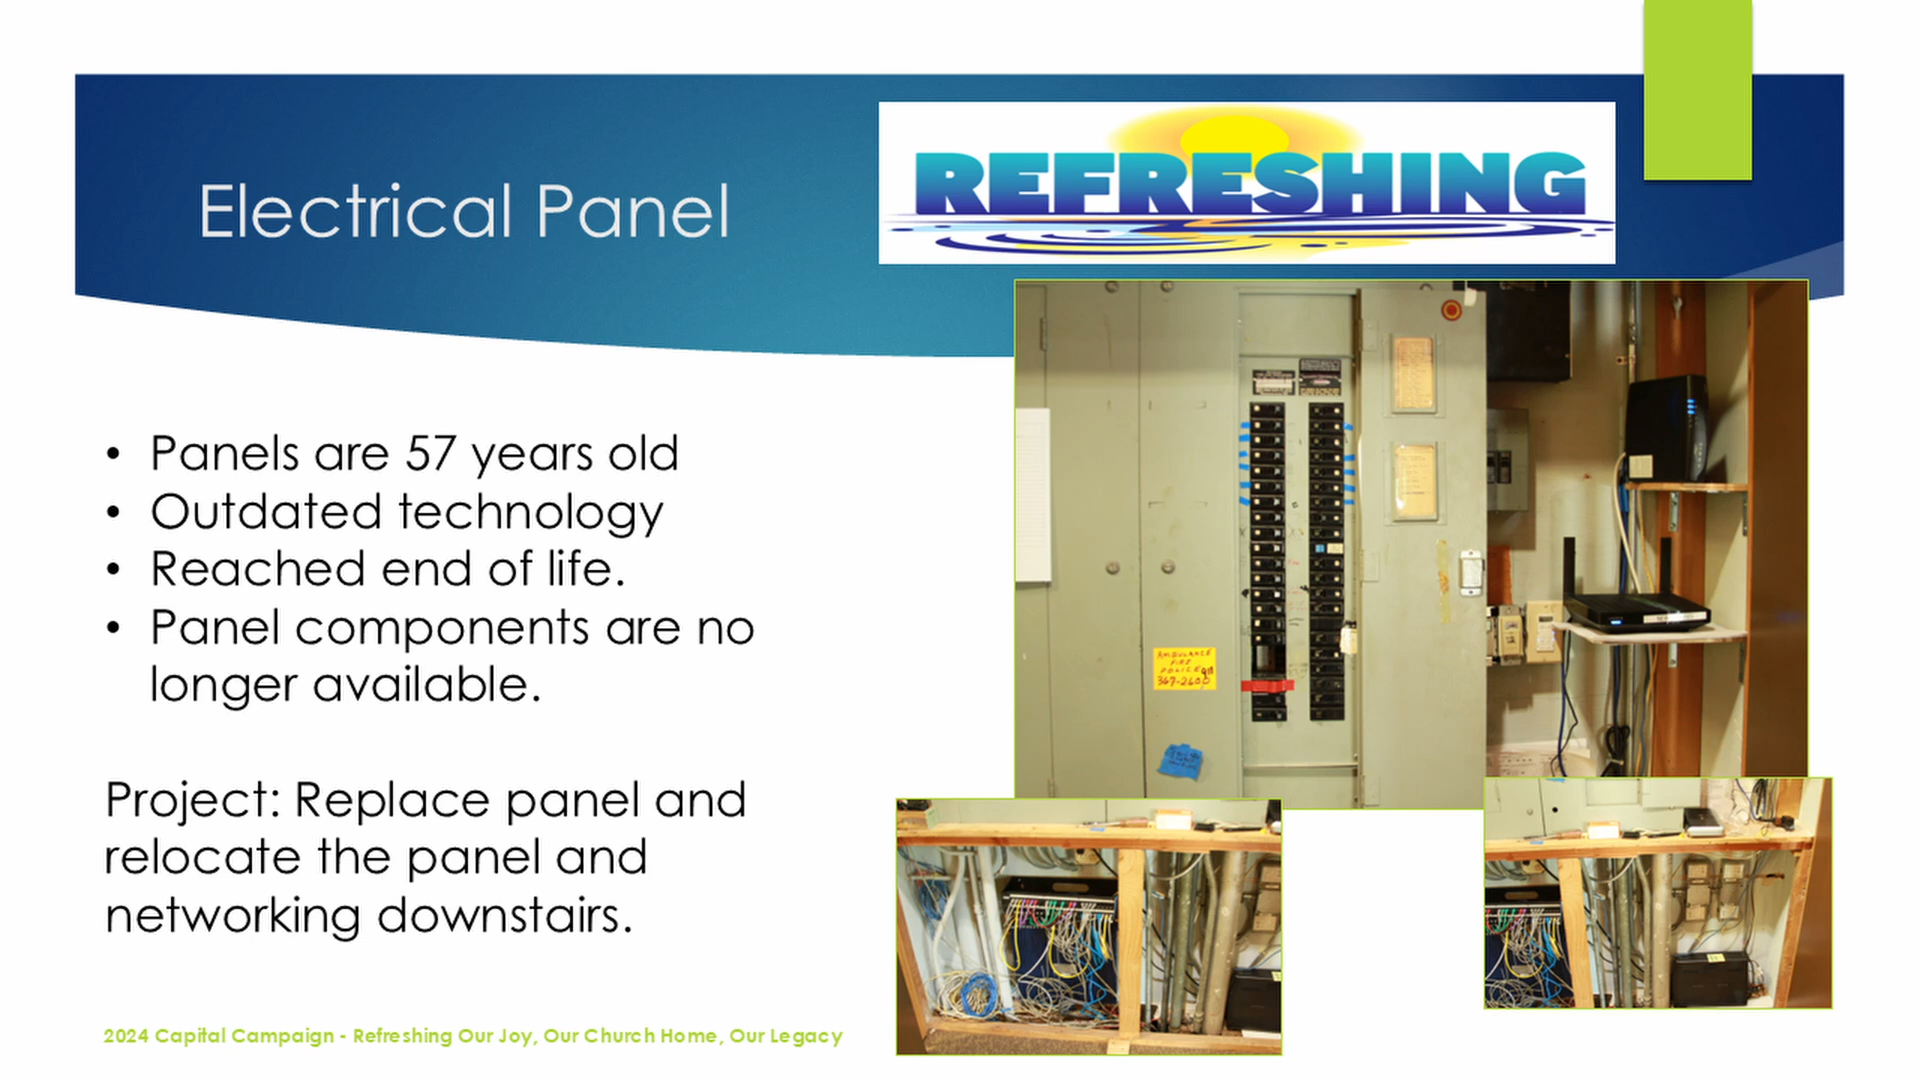 REFRESHING
Electrical Panel
• Panels are 57 years old
• Outdated technology
• Reached end of life.
• Panel components are no
longer available.
Project: Replace panel and
relocate the panel and
networking downstairs.
AMBULANCE
FIRE
POLICE
367-2600
2024 Capital Campaign - Refreshing Our Joy, Our Church Home, Our Legacy